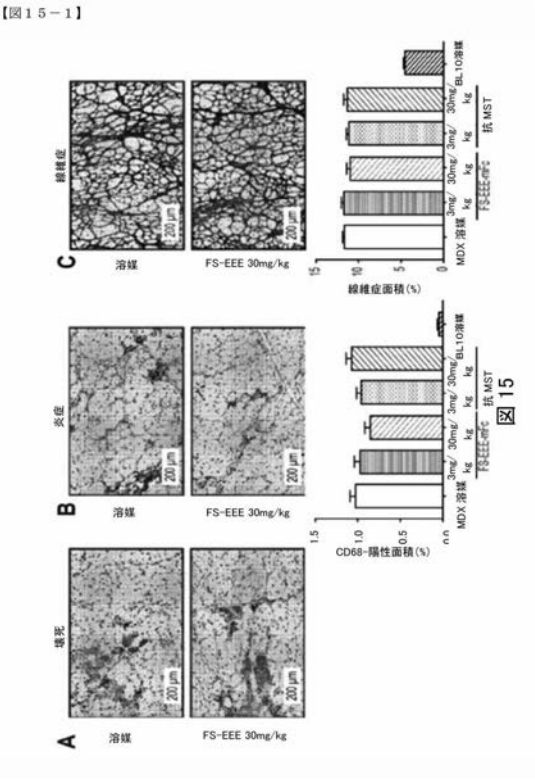 【図15-1】
A
壊死
溶媒
200 μm
FS-EEE 30mg/kg
200 μm
B
炎症
溶媒
200 μm
FS-EEE 30mg/kg
200 μm
CD68-陽性面積(%)
1.5
1.0
0.5
0.0
MDX 溶媒
3mg/kg
30mg/kg
3mg/kg
30mg/kg
BL10溶媒
FS-EEE-mFc
抗 MST
C
線維症
溶媒
200 μm
FS-EEE 30mg/kg
200 μm
線維症面積(%)
15
10
5
0
MDX 溶媒
3mg/kg
30mg/kg
3mg/kg
30mg/kg
BL10溶媒
FS-EEE-mFc
抗 MST
図 15